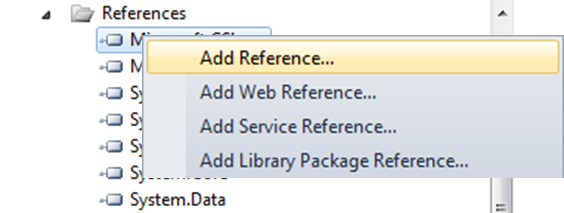 References
Add Reference...
Add Web Reference...
Add Service Reference...
Add Library Package Reference...
System.Data